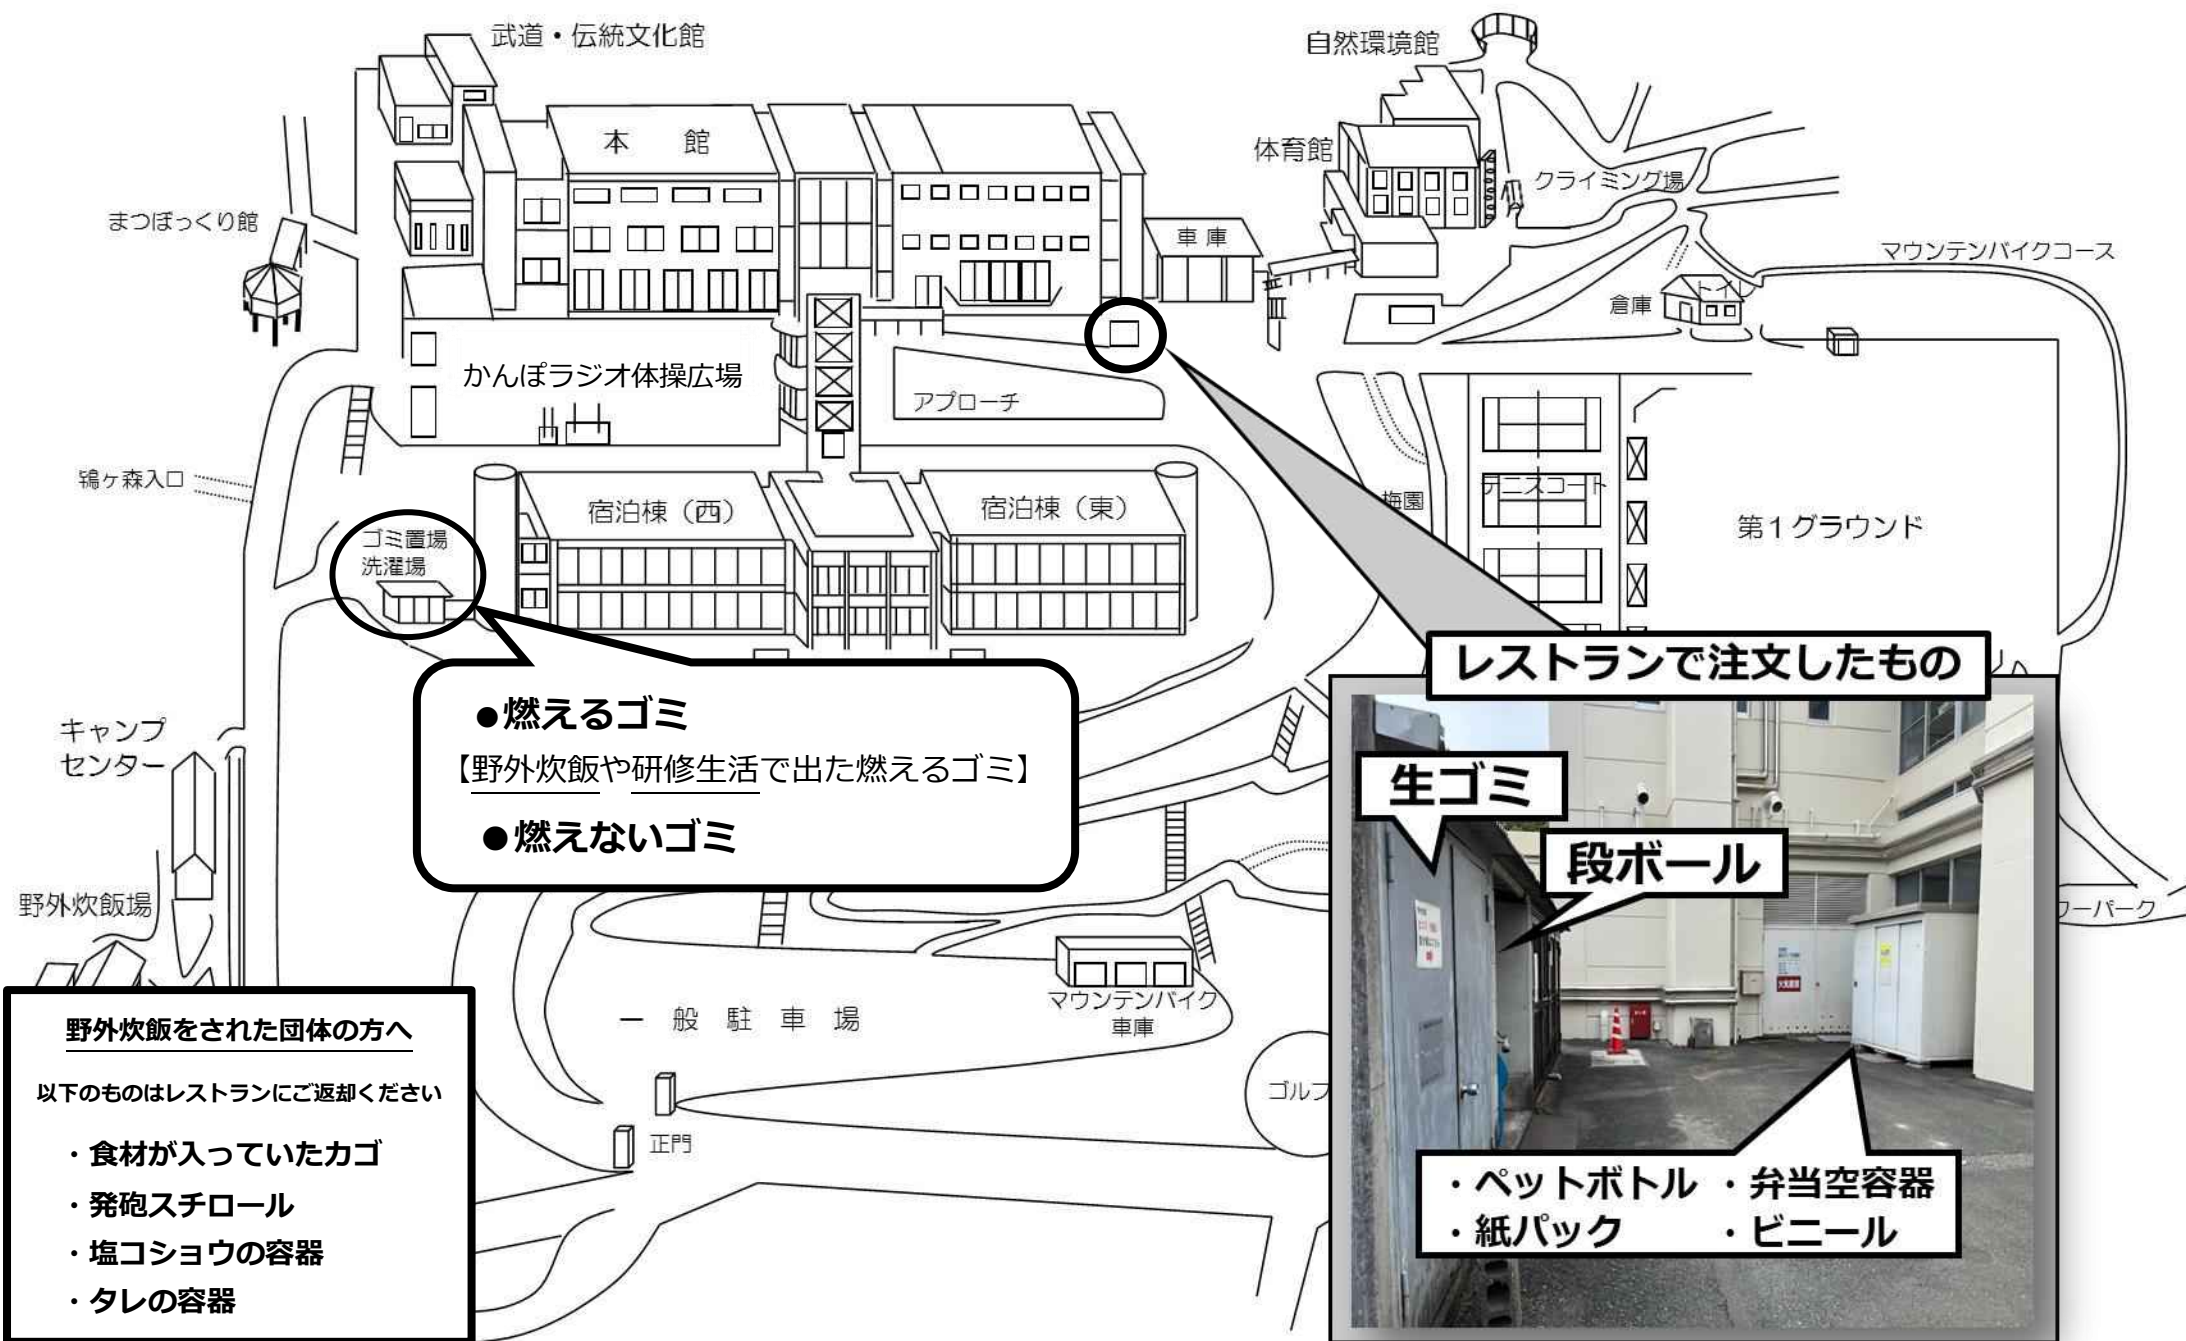 武道・伝統文化館
自然環境館
本館
体育館
クライミング場
まつぼっくり館
車庫
マウンテンバイクコース
トイレ
倉庫
かんぽラジオ体操広場
アプローチ
鴇ヶ森入口
宿泊棟（西）
宿泊棟（東）
梅園
テニスコート
第１グラウンド
ゴミ置場
洗濯場
レストランで注文したもの
●燃えるゴミ
【野外炊飯や研修生活で出た燃えるゴミ】
●燃えないゴミ
キャンプ
センター
生ゴミ
段ボール
野外炊飯場
ワーパーク
マウンテンバイク
車庫
一般駐車場
野外炊飯をされた団体の方へ
以下のものはレストランにご返却ください
・食材が入っていたカゴ
・発砲スチロール
・塩コショウの容器
・タレの容器
ゴルフ
正門
・ペットボトル ・弁当空容器
・紙パック ・ビニール